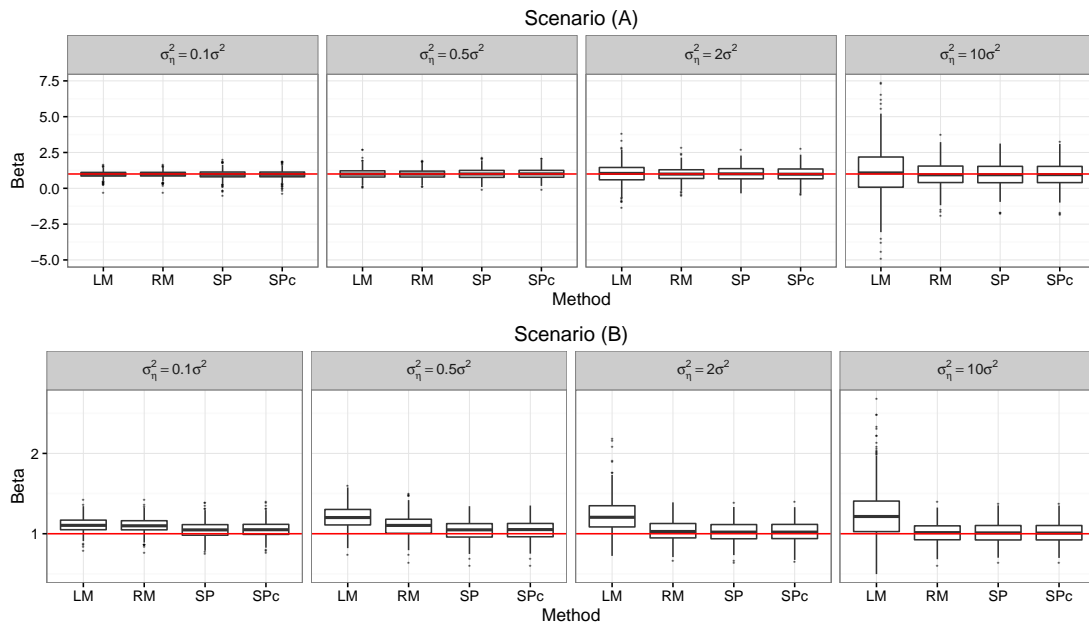 Scenario (A)
σ²η = 0.1σ² σ²η = 0.5σ² σ²η = 2σ² σ²η = 10σ²
7.5
5.0
2.5
0.0
−2.5
−5.0
Beta
LM RM SP SPc LM RM SP SPc LM RM SP SPc LM RM SP SPc
Method
Scenario (B)
σ²η = 0.1σ² σ²η = 0.5σ² σ²η = 2σ² σ²η = 10σ²
2
1
Beta
LM RM SP SPc LM RM SP SPc LM RM SP SPc LM RM SP SPc
Method